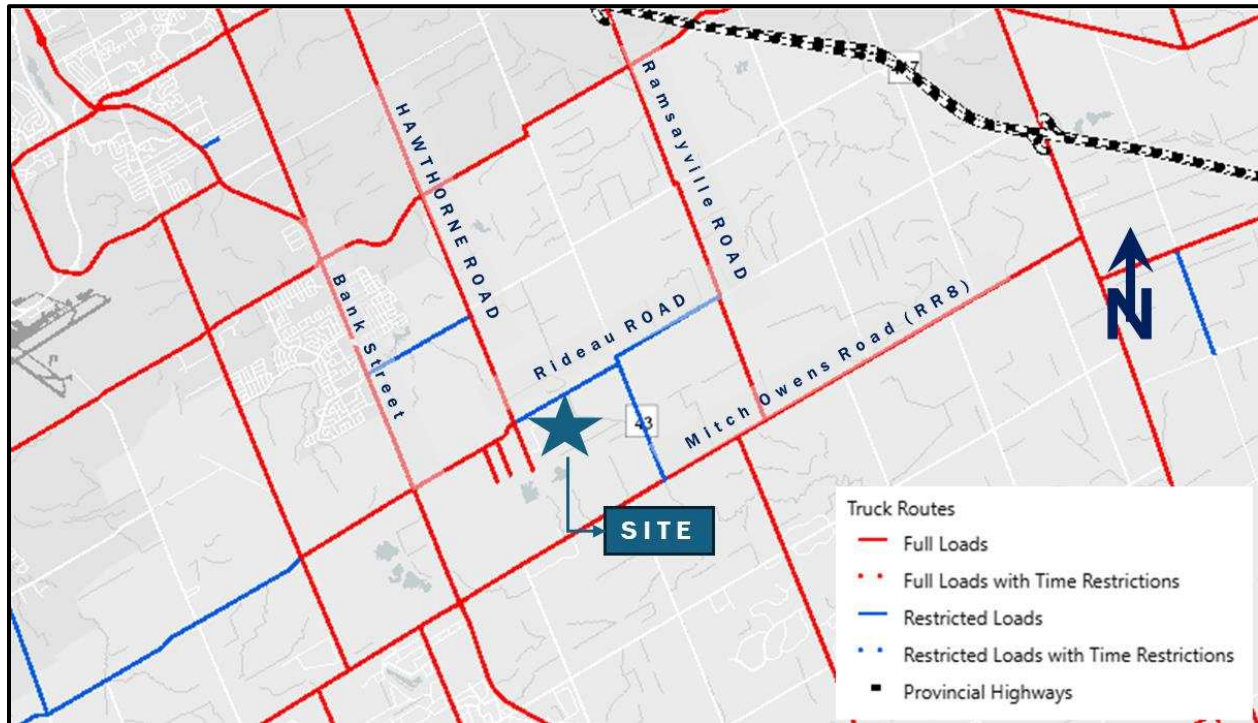 HAWTHORNE ROAD
Ramsayville ROAD
Bank Street
Rideau ROAD
Mitch Owens Road (RR8)
N
43
SITE
Truck Routes
Full Loads
Full Loads with Time Restrictions
Restricted Loads
Restricted Loads with Time Restrictions
Provincial Highways